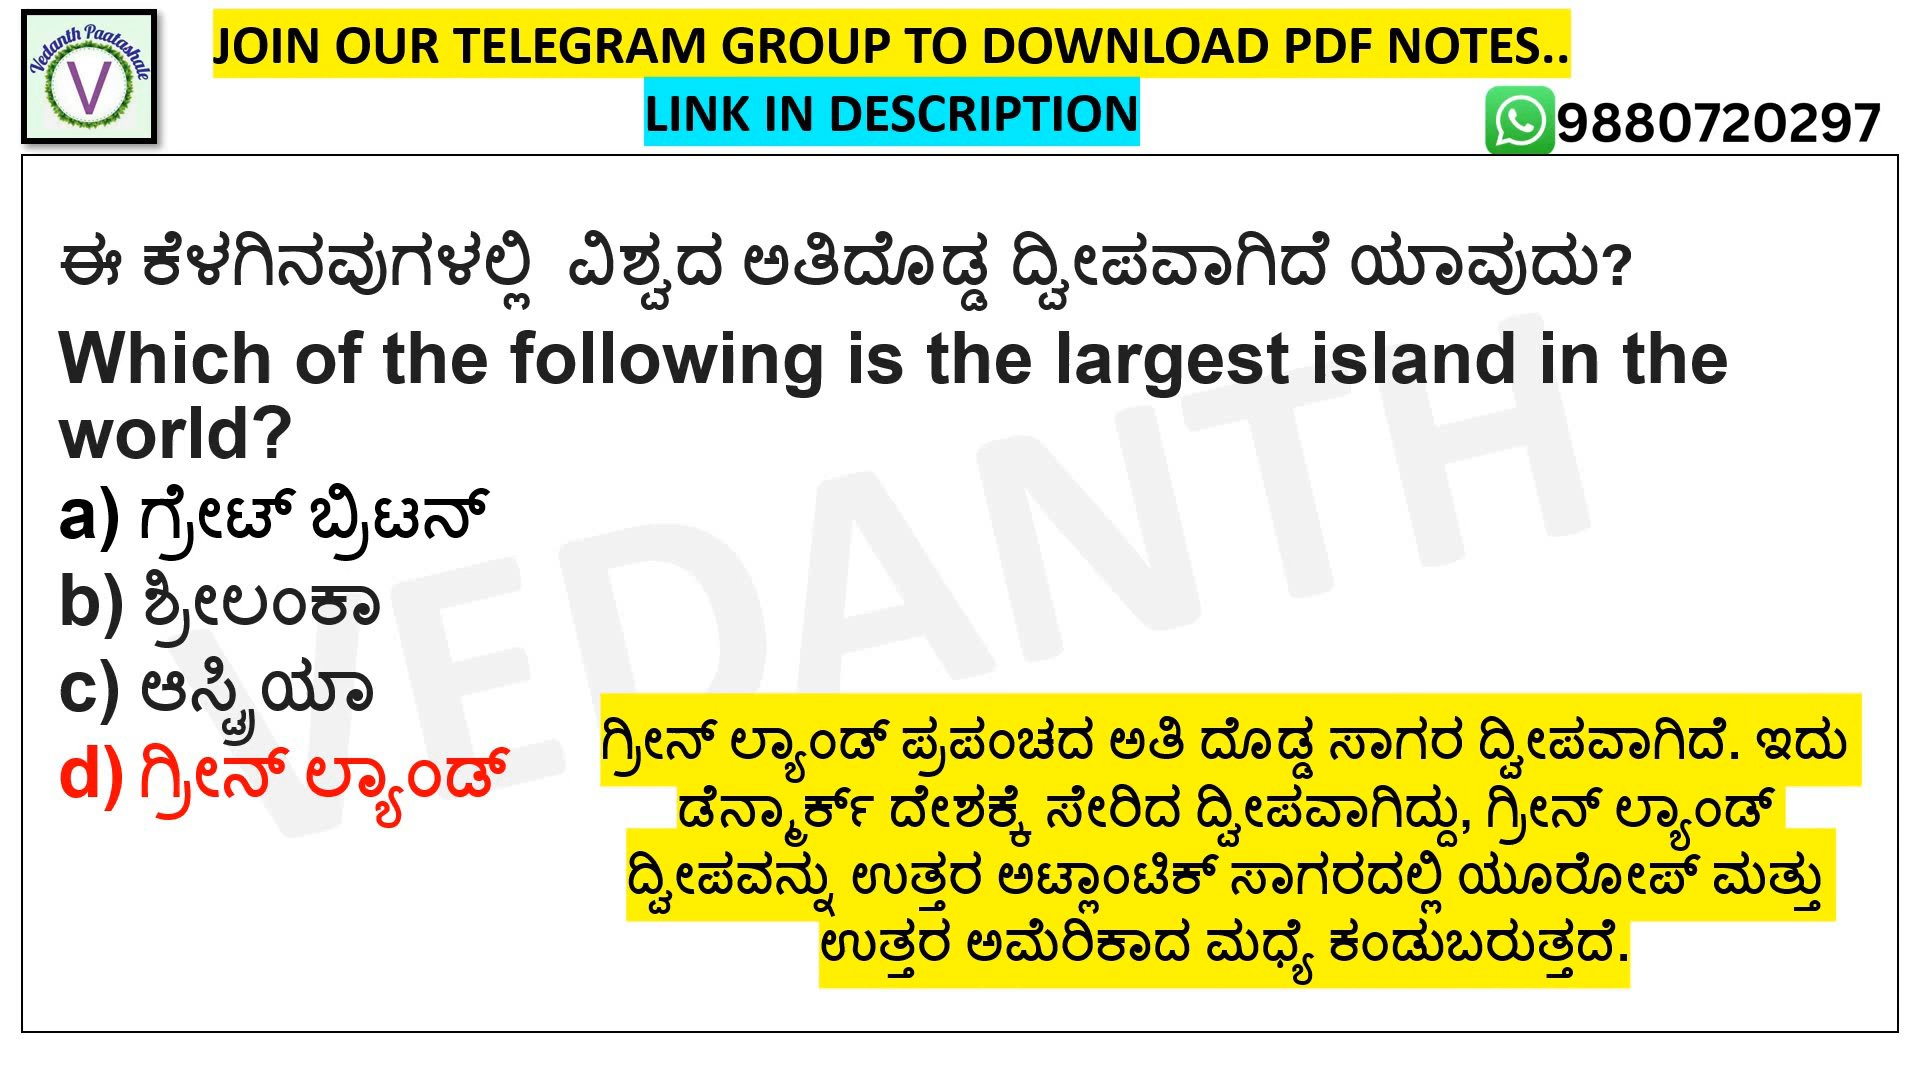 Vedanth Paatashale
V
JOIN OUR TELEGRAM GROUP TO DOWNLOAD PDF NOTES..
LINK IN DESCRIPTION
9880720297
ಈ ಕೆಳಗಿನವುಗಳಲ್ಲಿ ವಿಶ್ವದ ಅತಿದೊಡ್ಡ ದ್ವೀಪವಾಗಿದೆ ಯಾವುದು?
Which of the following is the largest island in the
world?
a) ಗ್ರೇಟ್ ಬ್ರಿಟನ್
b) ಶ್ರೀಲಂಕಾ
c) ಆಸ್ಟ್ರಿಯಾ
d) ಗ್ರೀನ್ ಲ್ಯಾಂಡ್
ಗ್ರೀನ್ ಲ್ಯಾಂಡ್ ಪ್ರಪಂಚದ ಅತಿ ದೊಡ್ಡ ಸಾಗರ ದ್ವೀಪವಾಗಿದೆ. ಇದು
ಡೆನ್ಮಾರ್ಕ್ ದೇಶಕ್ಕೆ ಸೇರಿದ ದ್ವೀಪವಾಗಿದ್ದು, ಗ್ರೀನ್ ಲ್ಯಾಂಡ್
ದ್ವೀಪವನ್ನು ಉತ್ತರ ಅಟ್ಲಾಂಟಿಕ್ ಸಾಗರದಲ್ಲಿ ಯೂರೋಪ್ ಮತ್ತು
ಉತ್ತರ ಅಮೆರಿಕಾದ ಮಧ್ಯೆ ಕಂಡುಬರುತ್ತದೆ.
VEDANTH